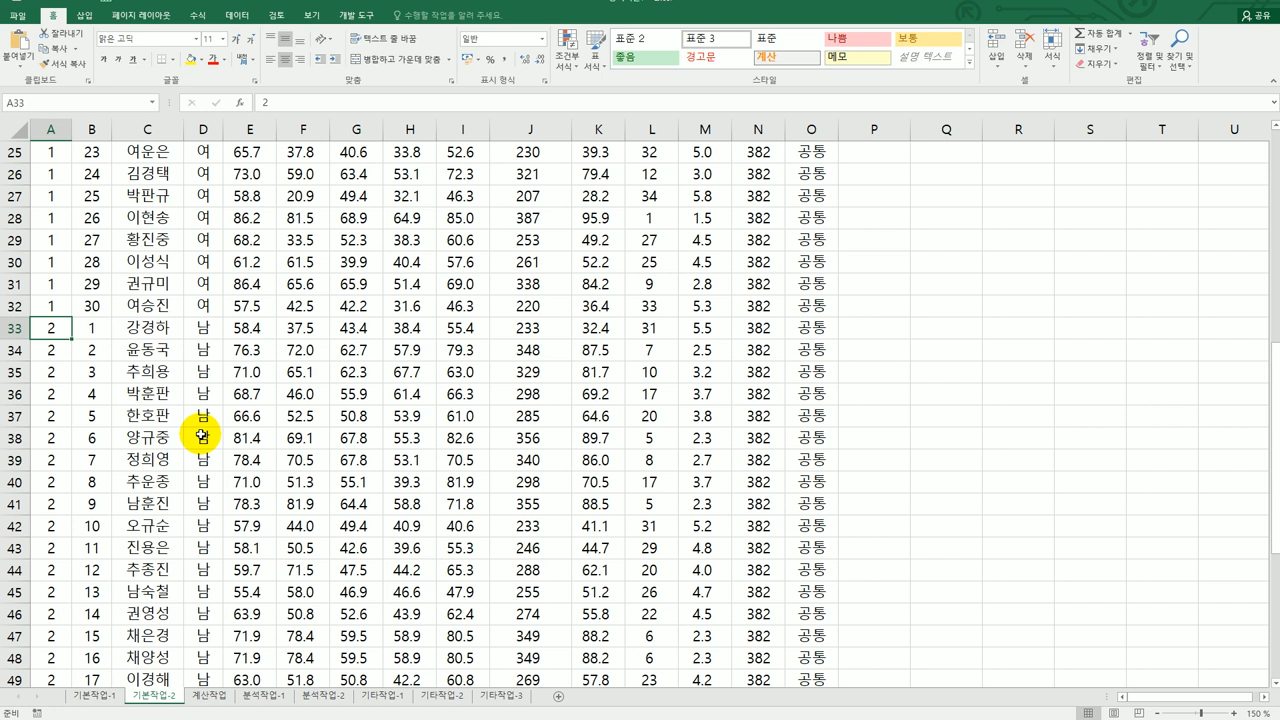 파일 홈 삽입 페이지 레이아웃 수식 데이터 검토 보기 개발 도구 수행할 작업을 알려 주세요. 공유
붙여넣기 잘라내기 복사 서식 복사 클립보드
맑은 고딕 11 가 가 가 가 가 글꼴
텍스트 줄 바꿈 병합하고 가운데 맞춤 맞춤
일반 % 표시 형식
조건부 서식 표 서식 표준 2 표준 3 표준 나쁨 보통
좋음 경고문 계산 메모 설명 텍스트 스타일
삽입 삭제 서식 셀
자동 합계 채우기 지우기 정렬 및 필터 찾기 및 선택 편집
A33 fx 2
A B C D E F G H I J K L M N O P Q R S T U
25 1 23 여운은 여 65.7 37.8 40.6 33.8 52.6 230 39.3 32 5.0 382 공통
26 1 24 김경택 여 73.0 59.0 63.4 53.1 72.3 321 79.4 12 3.0 382 공통
27 1 25 박판규 여 58.8 20.9 49.4 32.1 46.3 207 28.2 34 5.8 382 공통
28 1 26 이현송 여 86.2 81.5 68.9 64.9 85.0 387 95.9 1 1.5 382 공통
29 1 27 황진중 여 68.2 33.5 52.3 38.3 60.6 253 49.2 27 4.5 382 공통
30 1 28 이성식 여 61.2 61.5 39.9 40.4 57.6 261 52.2 25 4.5 382 공통
31 1 29 권규미 여 86.4 65.6 65.9 51.4 69.0 338 84.2 9 2.8 382 공통
32 1 30 여승진 여 57.5 42.5 42.2 31.6 46.3 220 36.4 33 5.3 382 공통
33 2 1 강경하 남 58.4 37.5 43.4 38.4 55.4 233 32.4 31 5.5 382 공통
34 2 2 윤동국 남 76.3 72.0 62.7 57.9 79.3 348 87.5 7 2.5 382 공통
35 2 3 추희용 남 71.0 65.1 62.3 67.7 63.0 329 81.7 10 3.2 382 공통
36 2 4 박훈판 남 68.7 46.0 55.9 61.4 66.3 298 69.2 17 3.7 382 공통
37 2 5 한호판 남 66.6 52.5 50.8 53.9 61.0 285 64.6 20 3.8 382 공통
38 2 6 양규중 남 81.4 69.1 67.8 55.3 82.6 356 89.7 5 2.3 382 공통
39 2 7 정희영 남 78.4 70.5 67.8 53.1 70.5 340 86.0 8 2.7 382 공통
40 2 8 추운종 남 71.0 51.3 55.1 39.3 81.9 298 70.5 17 3.7 382 공통
41 2 9 남훈진 남 78.3 81.9 64.4 58.8 71.8 355 88.5 5 2.3 382 공통
42 2 10 오규순 남 57.9 44.0 49.4 40.9 40.6 233 41.1 31 5.2 382 공통
43 2 11 진용은 남 58.1 50.5 42.6 39.6 55.3 246 44.7 29 4.8 382 공통
44 2 12 추종진 남 59.7 71.5 47.5 44.2 65.3 288 62.1 20 4.0 382 공통
45 2 13 남숙철 남 55.4 58.0 46.9 46.6 47.9 255 51.2 26 4.7 382 공통
46 2 14 권영성 남 63.9 50.8 52.6 43.9 62.4 274 55.8 22 4.5 382 공통
47 2 15 채은경 남 71.9 78.4 59.5 58.9 80.5 349 88.2 6 2.3 382 공통
48 2 16 채양성 남 71.9 78.4 59.5 58.9 80.5 349 88.2 6 2.3 382 공통
49 2 17 이경해 남 63.0 51.8 50.8 42.2 60.8 269 57.8 23 4.2 382 공통
기본작업-1 기본작업-2 계산작업 분석작업-1 분석작업-2 기타작업-1 기타작업-2 기타작업-3
준비 150 %